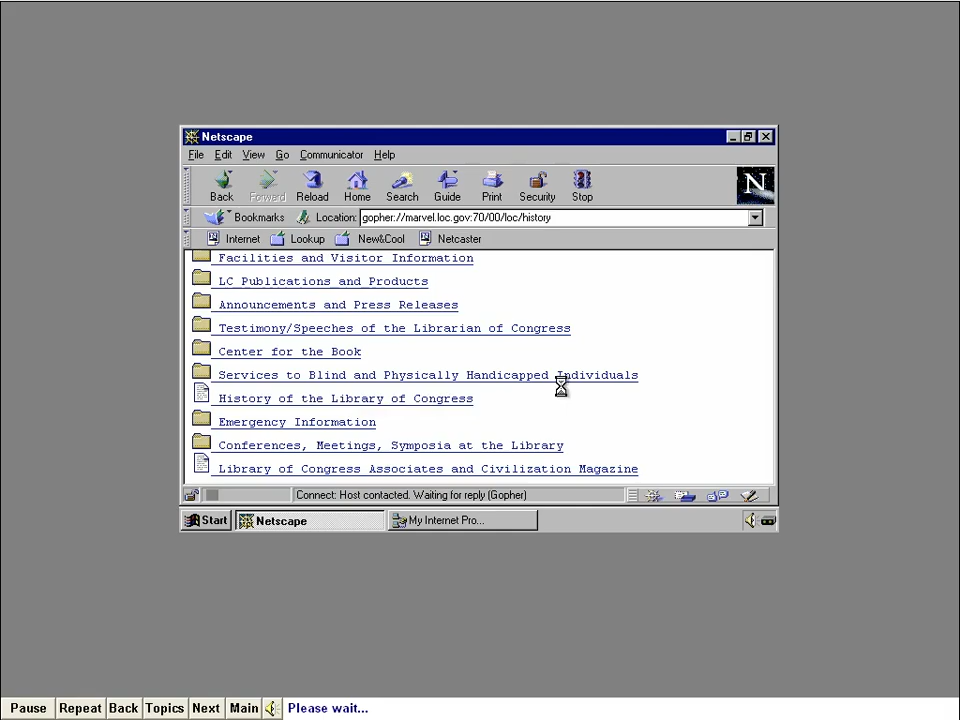 Netscape
File Edit View Go Communicator Help
Back Forward Reload Home Search Guide Print Security Stop
N
Bookmarks Location: gopher://marvel.loc.gov:70/00/loc/history
Internet Lookup New&Cool Netcaster
Facilities and Visitor Information
LC Publications and Products
Announcements and Press Releases
Testimony/Speeches of the Librarian of Congress
Center for the Book
Services to Blind and Physically Handicapped Individuals
History of the Library of Congress
Emergency Information
Conferences, Meetings, Symposia at the Library
Library of Congress Associates and Civilization Magazine
Connect: Host contacted. Waiting for reply (Gopher)
Start Netscape My Internet Pro...
Pause Repeat Back Topics Next Main Please wait...